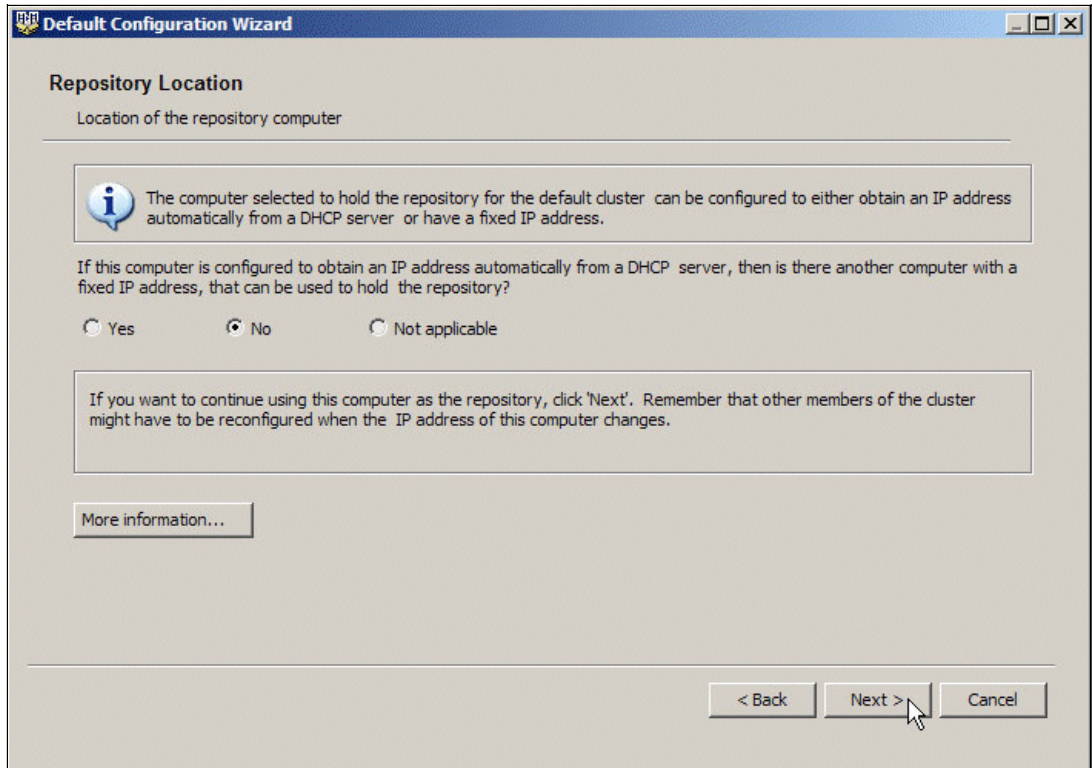 Default Configuration Wizard
Repository Location
Location of the repository computer
The computer selected to hold the repository for the default cluster can be configured to either obtain an IP address
automatically from a DHCP server or have a fixed IP address.
If this computer is configured to obtain an IP address automatically from a DHCP server, then is there another computer with a
fixed IP address, that can be used to hold the repository?
Yes No Not applicable
If you want to continue using this computer as the repository, click 'Next'. Remember that other members of the cluster
might have to be reconfigured when the IP address of this computer changes.
More information...
< Back Next > Cancel